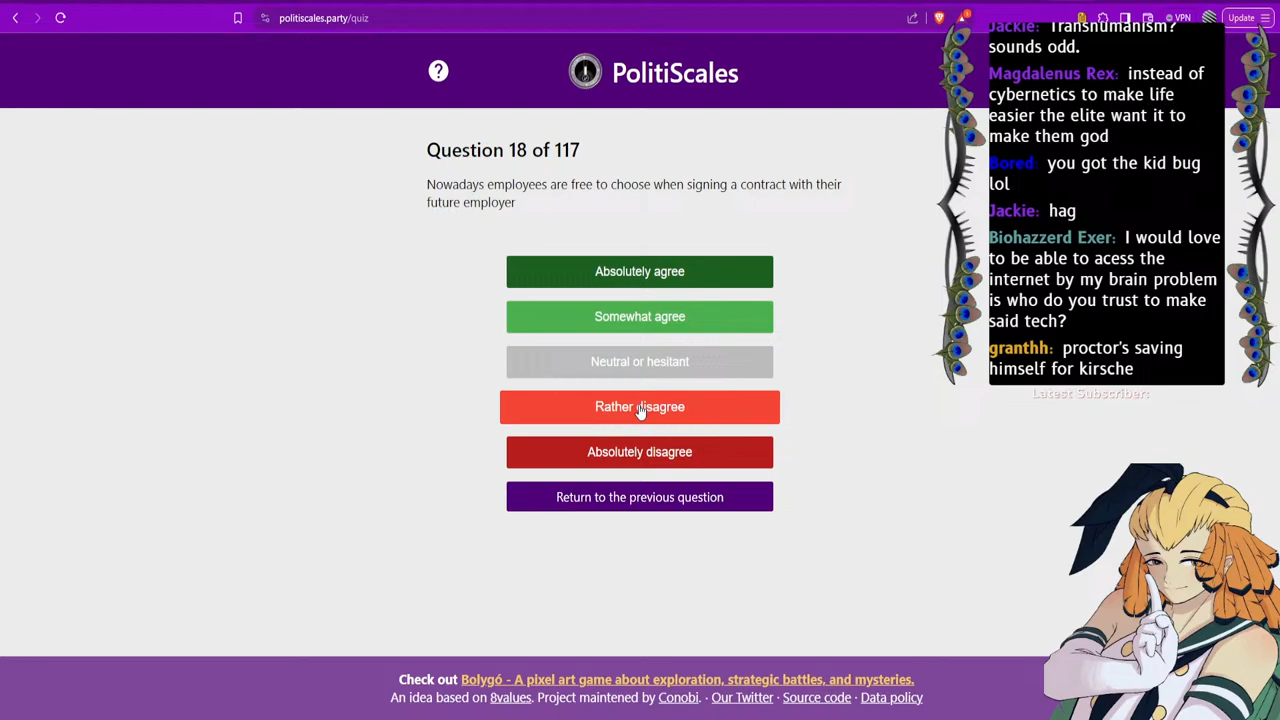 politiscales.party/quiz
VPN
Update
PolitiScales
Question 18 of 117
Nowadays employees are free to choose when signing a contract with their
future employer
Absolutely agree
Somewhat agree
Neutral or hesitant
Rather disagree
Absolutely disagree
Return to the previous question
Check out Bolygó - A pixel art game about exploration, strategic battles, and mysteries.
An idea based on 8values. Project maintened by Conobi. · Our Twitter · Source code · Data policy
Jackie: Transhumanism?
sounds odd.
Magdalenus Rex: instead of
cybernetics to make life
easier the elite want it to
make them god
Bored: you got the kid bug
lol
Jackie: hag
Biohazzerd Exer: I would love
to be able to acess the
internet by my brain problem
is who do you trust to make
said tech?
granthh: proctor's saving
himself for kirsche
Latest Subscriber: